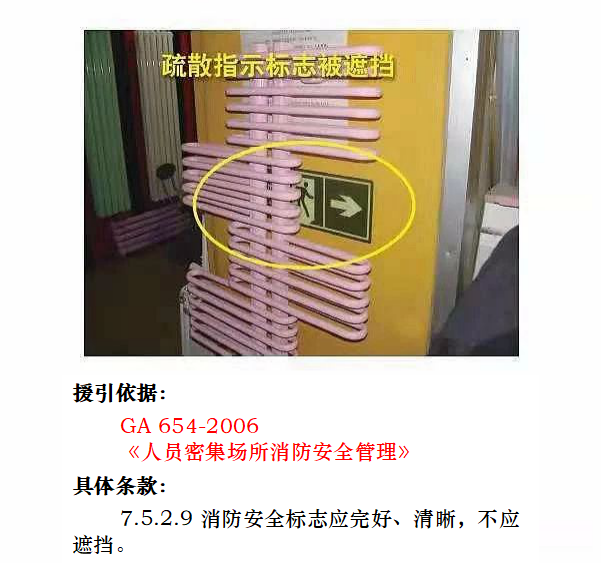 疏散指示标志被遮挡
援引依据：
GA 654-2006
《人员密集场所消防安全管理》
具体条款：
7.5.2.9 消防安全标志应完好、清晰，不应
遮挡。